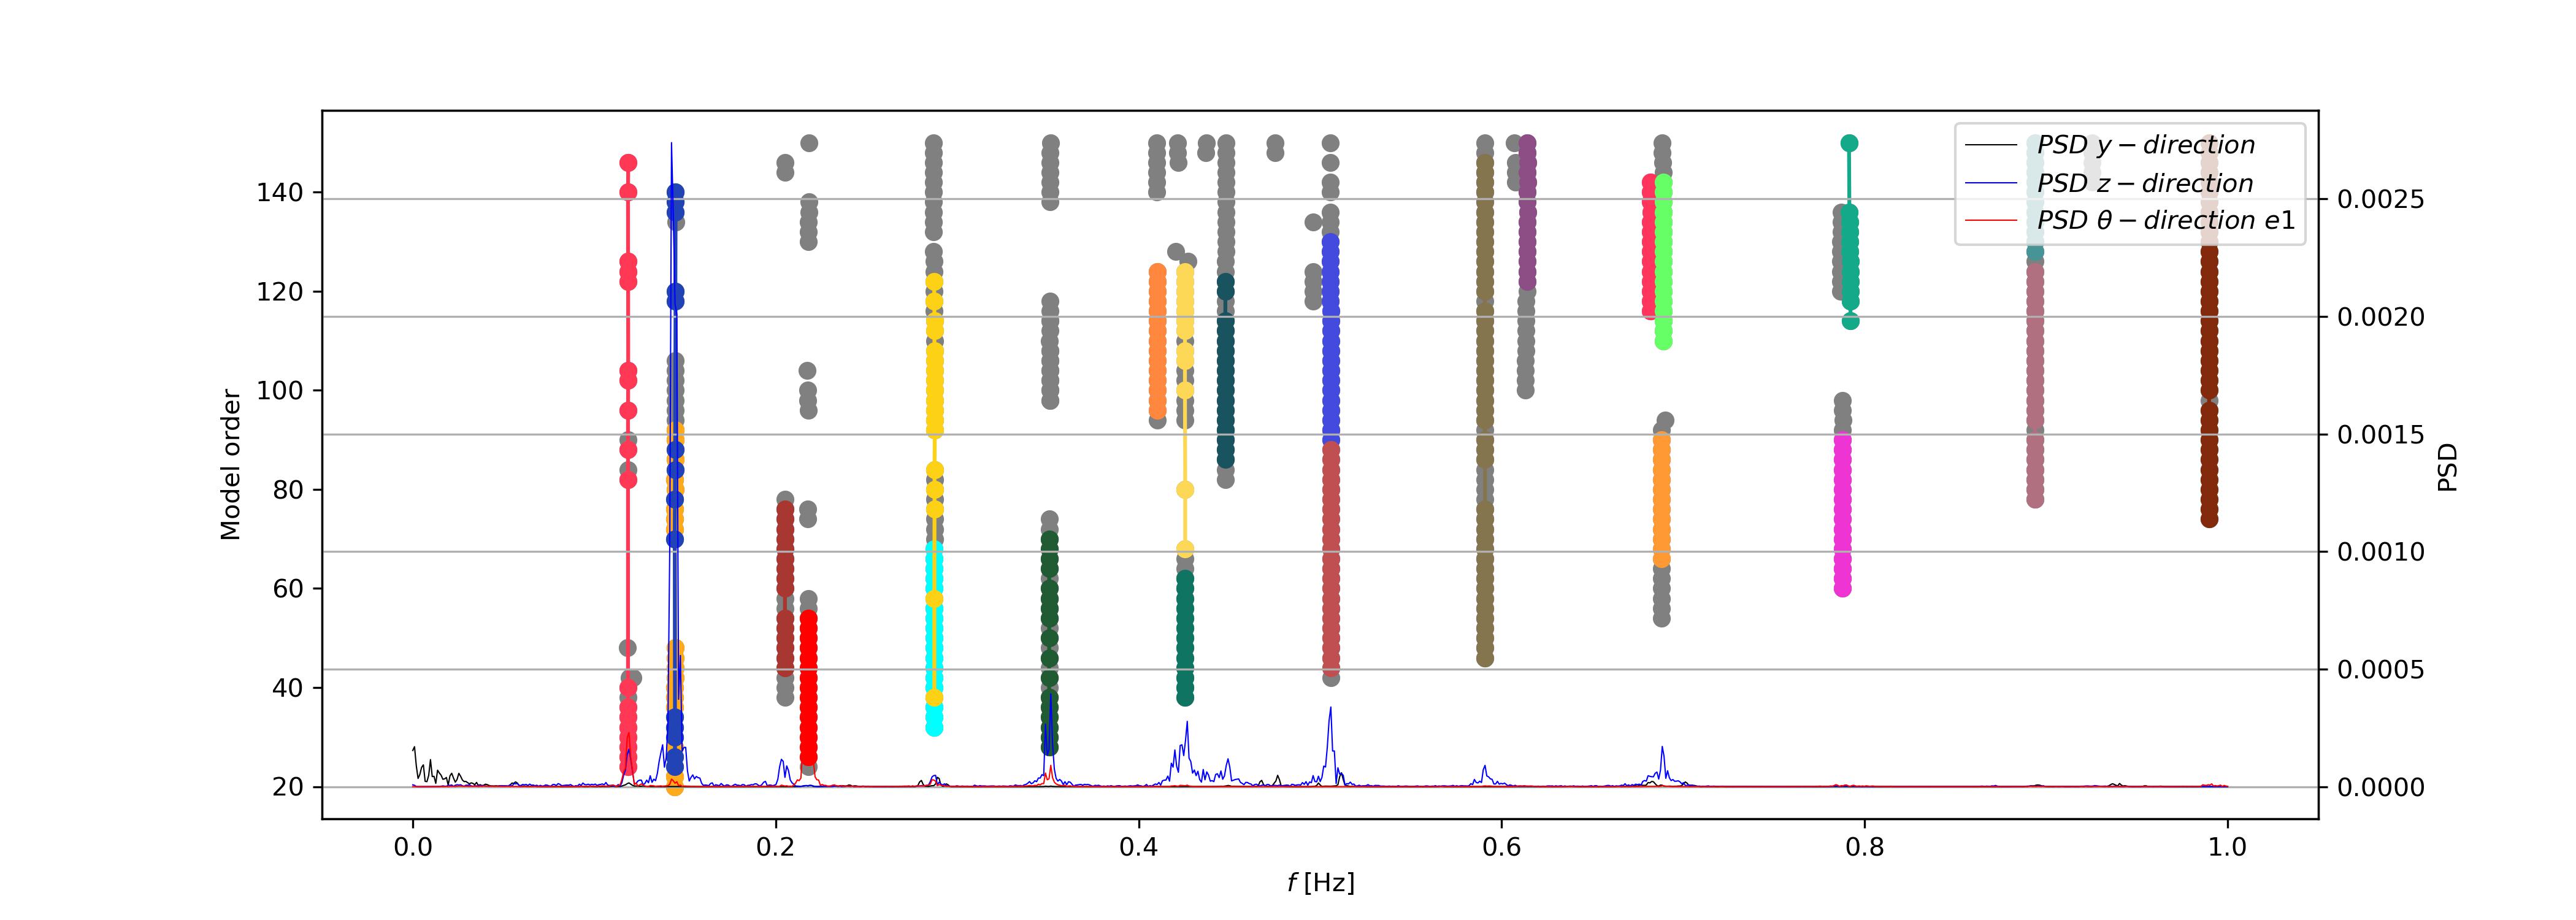 PSD y − direction
PSD z − direction
PSD θ − direction e1
140
120
100
80
60
40
20
Model order
0.0025
0.0020
0.0015
0.0010
0.0005
0.0000
PSD
0.0 0.2 0.4 0.6 0.8 1.0
f [Hz]